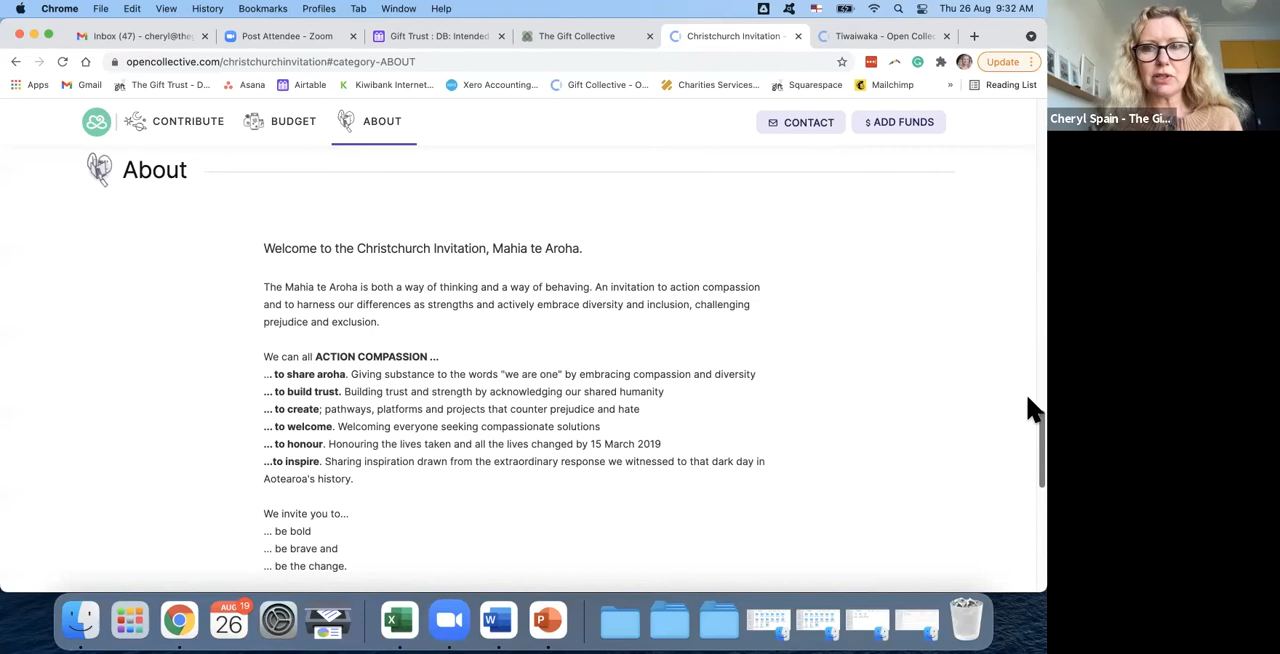 Chrome File Edit View History Bookmarks Profiles Tab Window Help Thu 26 Aug 9:32 AM
Inbox (47) - cheryl@the Post Attendee - Zoom Gift Trust : DB: Intended The Gift Collective Christchurch Invitation - Tiwaiwaka - Open Collec
opencollective.com/christchurchinvitation#category-ABOUT Update
Apps Gmail The Gift Trust - D... Asana Airtable Kiwibank Internet... Xero Accounting... Gift Collective - O... Charities Services... Squarespace Mailchimp » Reading List
CONTRIBUTE BUDGET ABOUT CONTACT $ ADD FUNDS
Cheryl Spain - The Gi...
About
Welcome to the Christchurch Invitation, Mahia te Aroha.
The Mahia te Aroha is both a way of thinking and a way of behaving. An invitation to action compassion
and to harness our differences as strengths and actively embrace diversity and inclusion, challenging
prejudice and exclusion.
We can all ACTION COMPASSION ...
... to share aroha. Giving substance to the words "we are one" by embracing compassion and diversity
... to build trust. Building trust and strength by acknowledging our shared humanity
... to create; pathways, platforms and projects that counter prejudice and hate
... to welcome. Welcoming everyone seeking compassionate solutions
... to honour. Honouring the lives taken and all the lives changed by 15 March 2019
...to inspire. Sharing inspiration drawn from the extraordinary response we witnessed to that dark day in
Aotearoa's history.
We invite you to...
... be bold
... be brave and
... be the change.
AUG 19
26
X W P